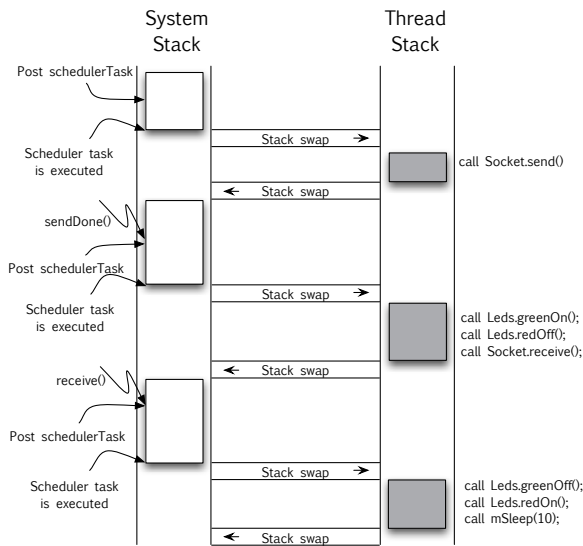 System
Stack
Thread
Stack
Post schedulerTask
Scheduler task
is executed
Stack swap
call Socket.send()
Stack swap
sendDone()
Post schedulerTask
Scheduler task
is executed
Stack swap
call Leds.greenOn();
call Leds.redOff();
call Socket.receive();
Stack swap
receive()
Post schedulerTask
Scheduler task
is executed
Stack swap
call Leds.greenOff();
call Leds.redOn();
call mSleep(10);
Stack swap